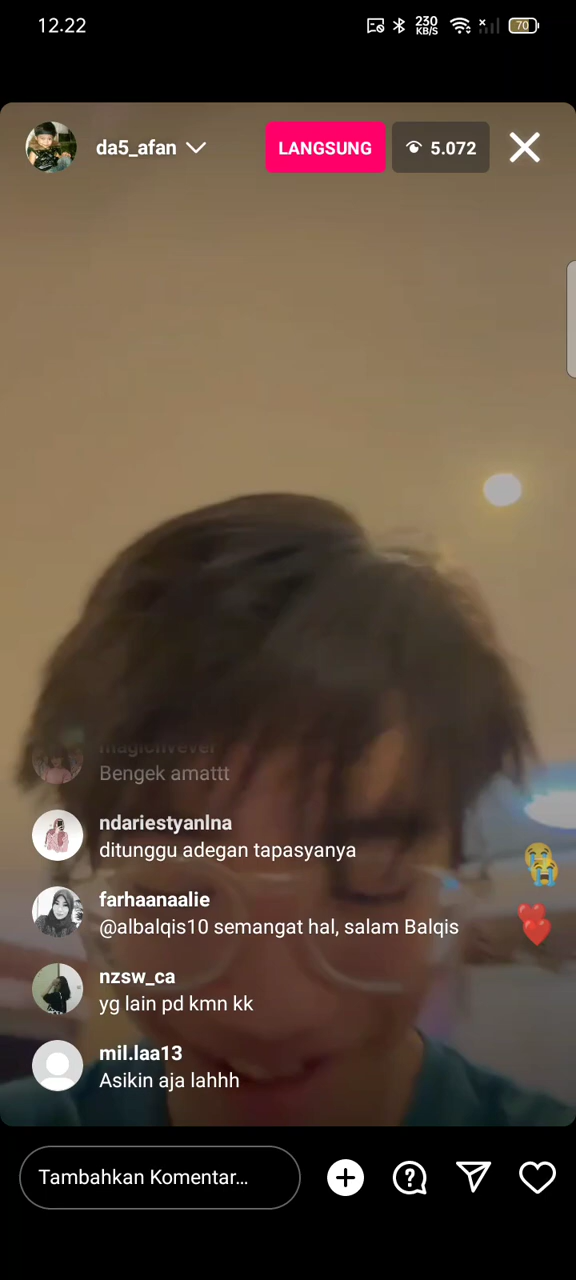 12.22
230
KB/S
70
da5_afan
LANGSUNG
5.072
magichvever
Bengek amattt
ndariestyanlna
ditunggu adegan tapasyanya
farhaanaalie
@albalqis10 semangat hal, salam Balqis
nzsw_ca
yg lain pd kmn kk
mil.laa13
Asikin aja lahhh
Tambahkan Komentar...